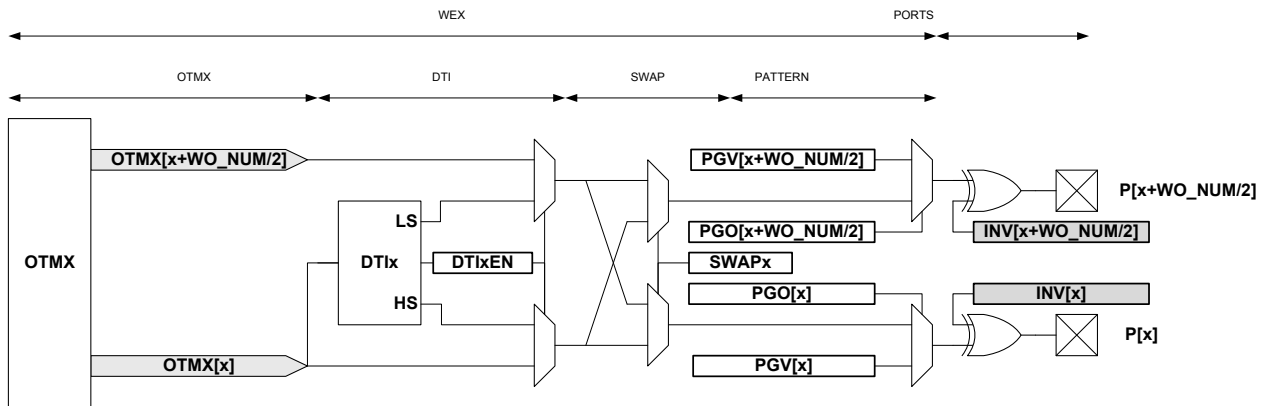 WEX
PORTS
OTMX
DTI
SWAP
PATTERN
OTMX[x+WO_NUM/2]
PGV[x+WO_NUM/2]
P[x+WO_NUM/2]
LS
PGO[x+WO_NUM/2]
INV[x+WO_NUM/2]
OTMX
DTIx
DTIxEN
SWAPx
HS
PGO[x]
INV[x]
P[x]
OTMX[x]
PGV[x]